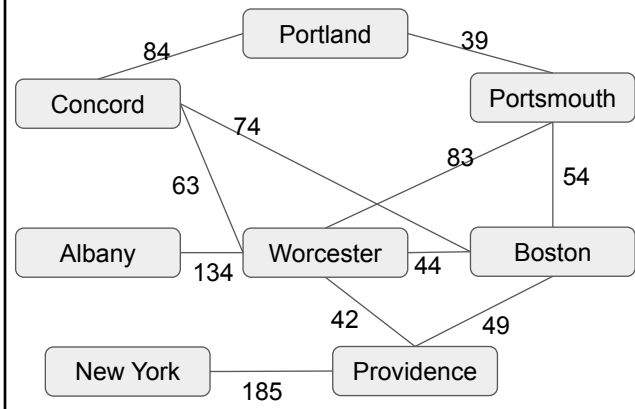 Portland
84
39
Concord
Portsmouth
74
83
63
54
Albany
Worcester
Boston
134
44
42
49
New York
Providence
185